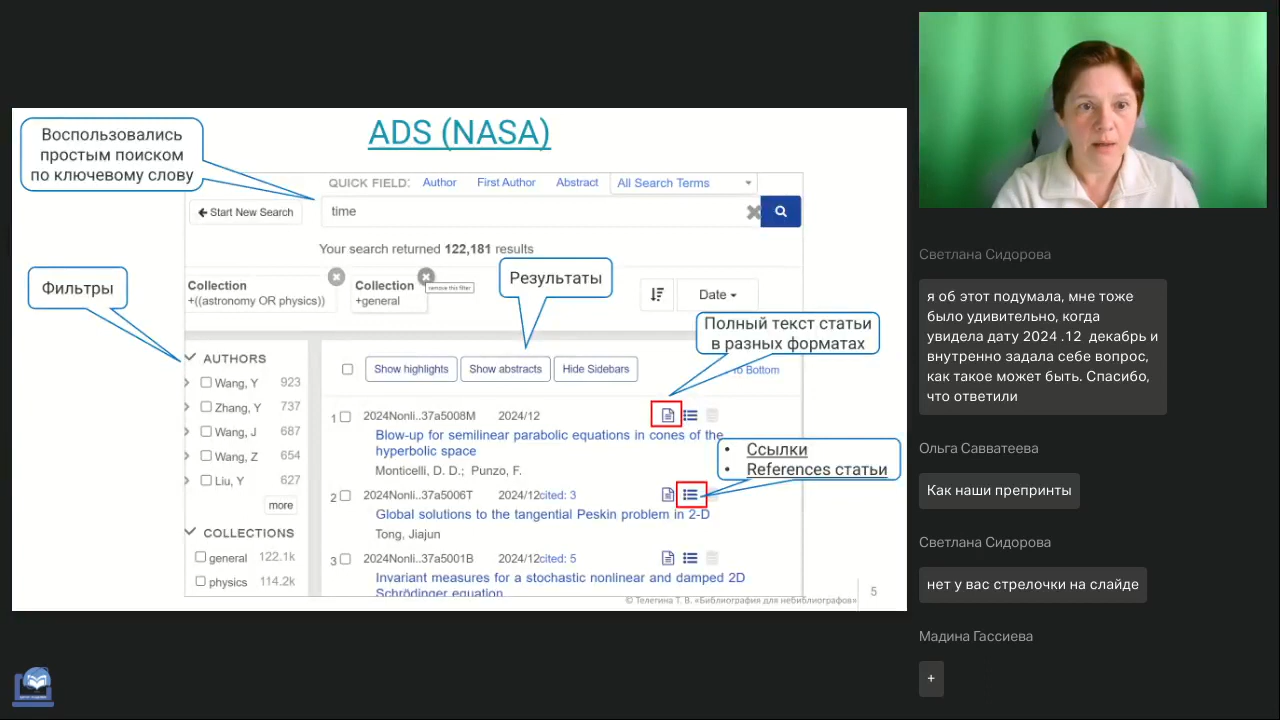 Воспользовались
простым поиском
по ключевому слову
ADS (NASA)
QUICK FIELD: Author First Author Abstract All Search Terms
Start New Search
time
Your search returned 122,181 results
Фильтры
Результаты
Collection
+((astronomy OR physics))
Collection
+general
remove this filter
Date
Полный текст статьи
в разных форматах
AUTHORS
Wang, Y 923
Zhang, Y 737
Wang, J 687
Wang, Z 654
Liu, Y 627
more
COLLECTIONS
general 122.1k
physics 114.2k
Show highlights Show abstracts Hide Sidebars
To Bottom
1 2024Nonli..37a5008M 2024/12
Blow-up for semilinear parabolic equations in cones of the
hyperbolic space
Monticelli, D. D.; Punzo, F.
• Ссылки
• References статьи
2 2024Nonli..37a5006T 2024/12 cited: 3
Global solutions to the tangential Peskin problem in 2-D
Tong, Jiajun
3 2024Nonli..37a5001B 2024/12 cited: 5
Invariant measures for a stochastic nonlinear and damped 2D
Schrödinger equation
© Телегина Т. В. «Библиография для небиблиографов»
5
Светлана Сидорова
я об этот подумала, мне тоже
было удивительно, когда
увидела дату 2024 .12 декабрь и
внутренно задала себе вопрос,
как такое может быть. Спасибо,
что ответили
Ольга Савватеева
Как наши препринты
Светлана Сидорова
нет у вас стрелочки на слайде
Мадина Гассиева
+